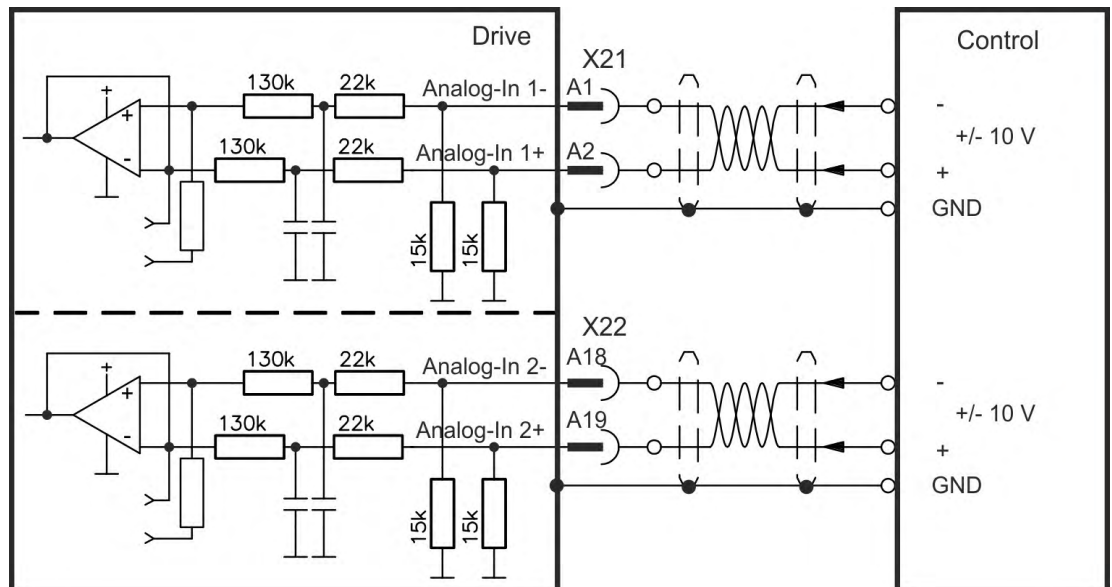 Drive
X21
Control
130k
22k
Analog-In 1-
A1
-
+
+
+/- 10 V
130k
22k
Analog-In 1+
A2
-
+
GND
15k
15k
X22
130k
22k
Analog-In 2-
A18
-
+
+
+/- 10 V
130k
22k
Analog-In 2+
A19
-
+
GND
15k
15k